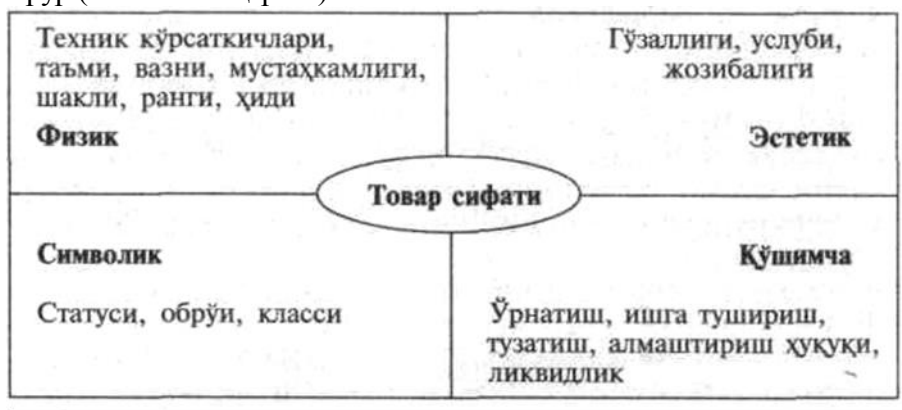 Техник кўрсаткичлари,
таъми, вазни, мустаҳкамлиги,
шакли, ранги, ҳиди
Физик
Гўзаллиги, услуби,
жозибалиги
Эстетик
Товар сифати
Символик
Статуси, обрўи, класси
Қўшимча
Ўрнатиш, ишга тушириш,
тузатиш, алмаштириш ҳуқуқи,
ликвидлик